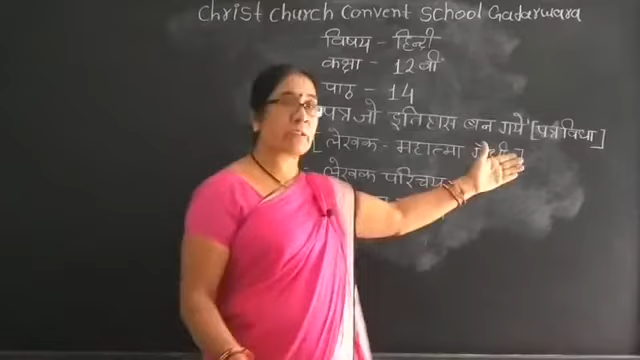 Christ Church Convent School Gadarwara
विषय - हिन्दी
कक्षा - 12वी
पाठ - 14
पत्र जो इतिहास बन गये' [पत्र विधा]
[लेखक - महात्मा
लेखक परिचय